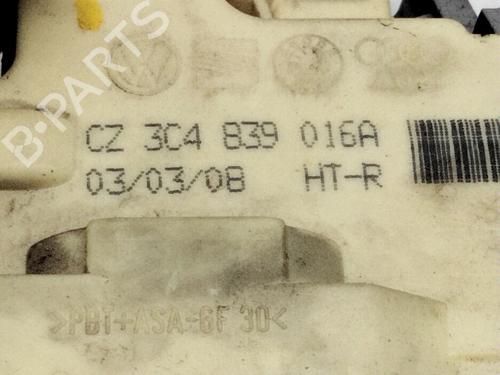 B-PARTS
CZ 3C4 839 016A
03/03/08 HT-R
>PBT+ASA-GF 30<